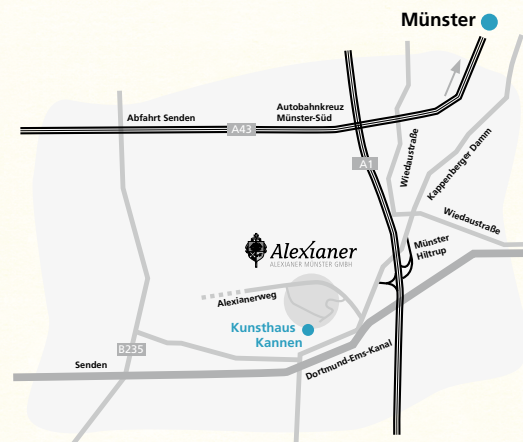 Münster
Abfahrt Senden
A43
Autobahnkreuz
Münster-Süd
A1
Wiedaustraße
Kappenberger Damm
Wiedaustraße
Münster
Hiltrup
Alexianer
ALEXIANER MÜNSTER GMBH
Alexianerweg
Kunsthaus
Kannen
B235
Senden
Dortmund-Ems-Kanal